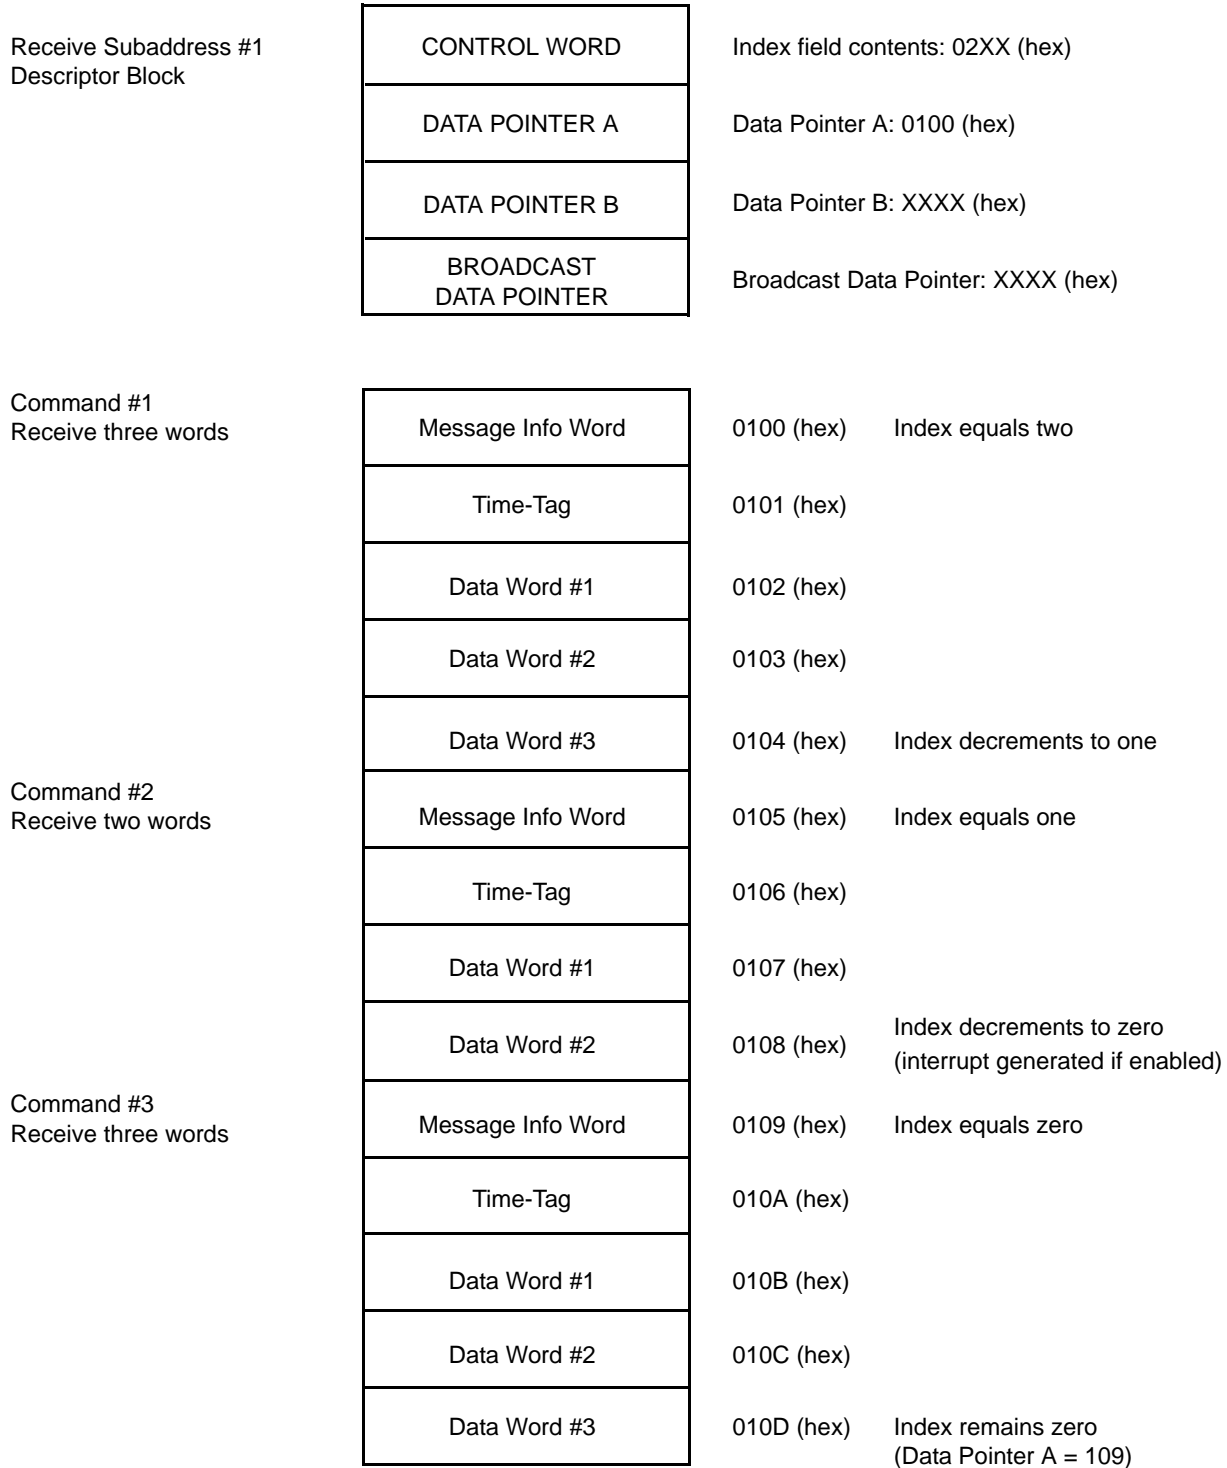 Receive Subaddress #1
Descriptor Block
CONTROL WORD
Index field contents: 02XX (hex)
DATA POINTER A
Data Pointer A: 0100 (hex)
DATA POINTER B
Data Pointer B: XXXX (hex)
BROADCAST
DATA POINTER
Broadcast Data Pointer: XXXX (hex)
Command #1
Receive three words
Message Info Word
0100 (hex)
Index equals two
Time-Tag
0101 (hex)
Data Word #1
0102 (hex)
Data Word #2
0103 (hex)
Data Word #3
0104 (hex)
Index decrements to one
Command #2
Receive two words
Message Info Word
0105 (hex)
Index equals one
Time-Tag
0106 (hex)
Data Word #1
0107 (hex)
Data Word #2
0108 (hex)
Index decrements to zero
(interrupt generated if enabled)
Command #3
Receive three words
Message Info Word
0109 (hex)
Index equals zero
Time-Tag
010A (hex)
Data Word #1
010B (hex)
Data Word #2
010C (hex)
Data Word #3
010D (hex)
Index remains zero
(Data Pointer A = 109)